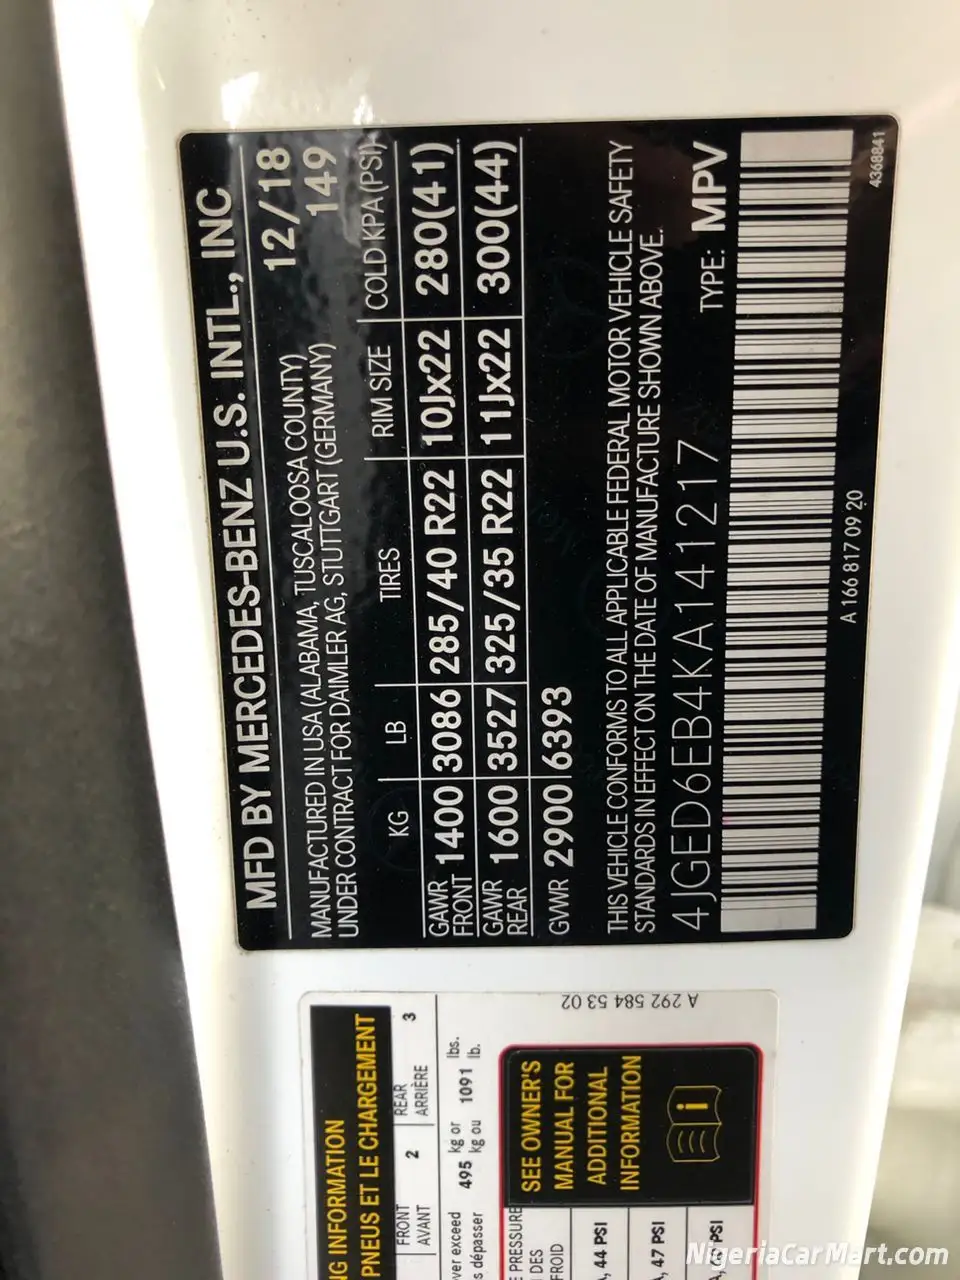 MFD BY MERCEDES-BENZ U.S. INTL., INC
MANUFACTURED IN USA (ALABAMA, TUSCALOOSA COUNTY) 12/18
UNDER CONTRACT FOR DAIMLER AG, STUTTGART (GERMANY) 149
KG LB TIRES RIM SIZE COLD KPA(PSI)
GAWR FRONT 1400 3086 285/40 R22 10Jx22 280(41)
GAWR REAR 1600 3527 325/35 R22 11Jx22 300(44)
GVWR 2900 6393
THIS VEHICLE CONFORMS TO ALL APPLICABLE FEDERAL MOTOR VEHICLE SAFETY
STANDARDS IN EFFECT ON THE DATE OF MANUFACTURE SHOWN ABOVE.
4JGED6EB4KA141217 TYPE: MPV
A 166 817 09 20 4368841
INFORMATION
PNEUS ET LE CHARGEMENT
FRONT 2 REAR 3
AVANT ARRIÈRE
exceed 495 kg or 1091 lbs.
dépasser kg ou lb.
PRESSURE
DES
FROID
44 PSI
47 PSI
SEE OWNER'S
MANUAL FOR
ADDITIONAL
INFORMATION
A 292 584 53 02
NigeriaCarMart.com